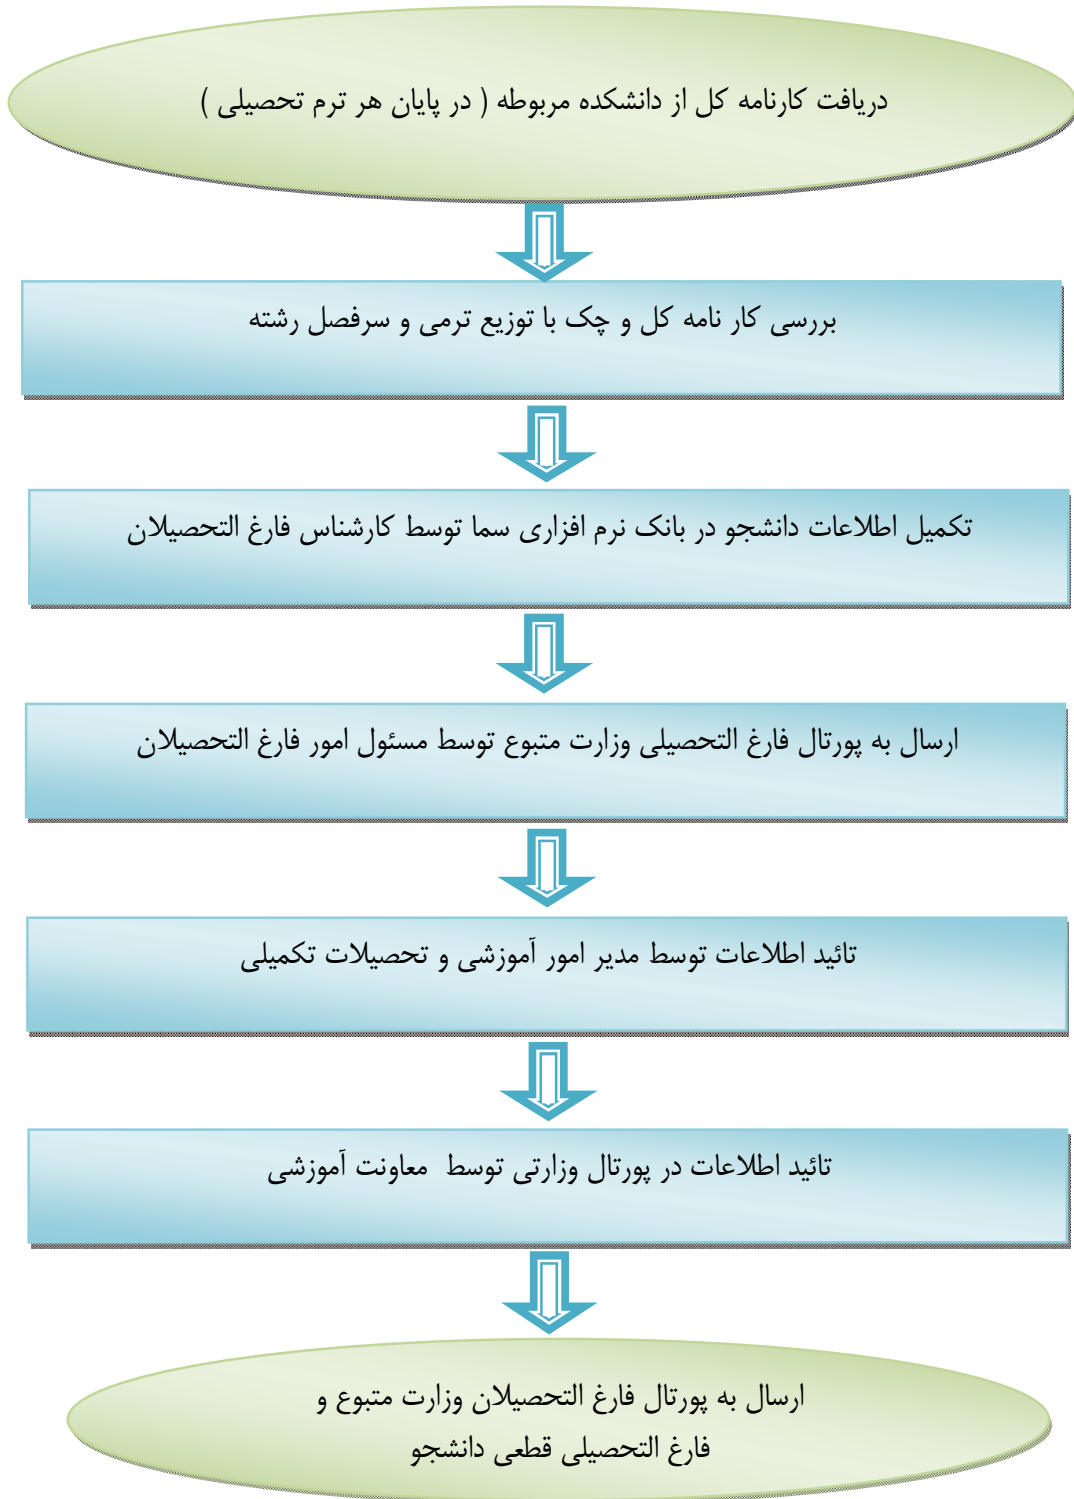 دریافت کارنامه کل از دانشکده مربوطه ( در پایان هر ترم تحصیلی )
بررسی کار نامه کل و چک با توزیع ترمی و سرفصل رشته
تکمیل اطلاعات دانشجو در بانک نرم افزاری سما توسط کارشناس فارغ التحصیلان
ارسال به پورتال فارغ التحصیلی وزارت متبوع توسط مسئول امور فارغ التحصیلان
تائید اطلاعات توسط مدیر امور آموزشی و تحصیلات تکمیلی
تائید اطلاعات در پورتال وزارتی توسط  معاونت آموزشی
ارسال به پورتال فارغ التحصیلان وزارت متبوع و
فارغ التحصیلی قطعی دانشجو